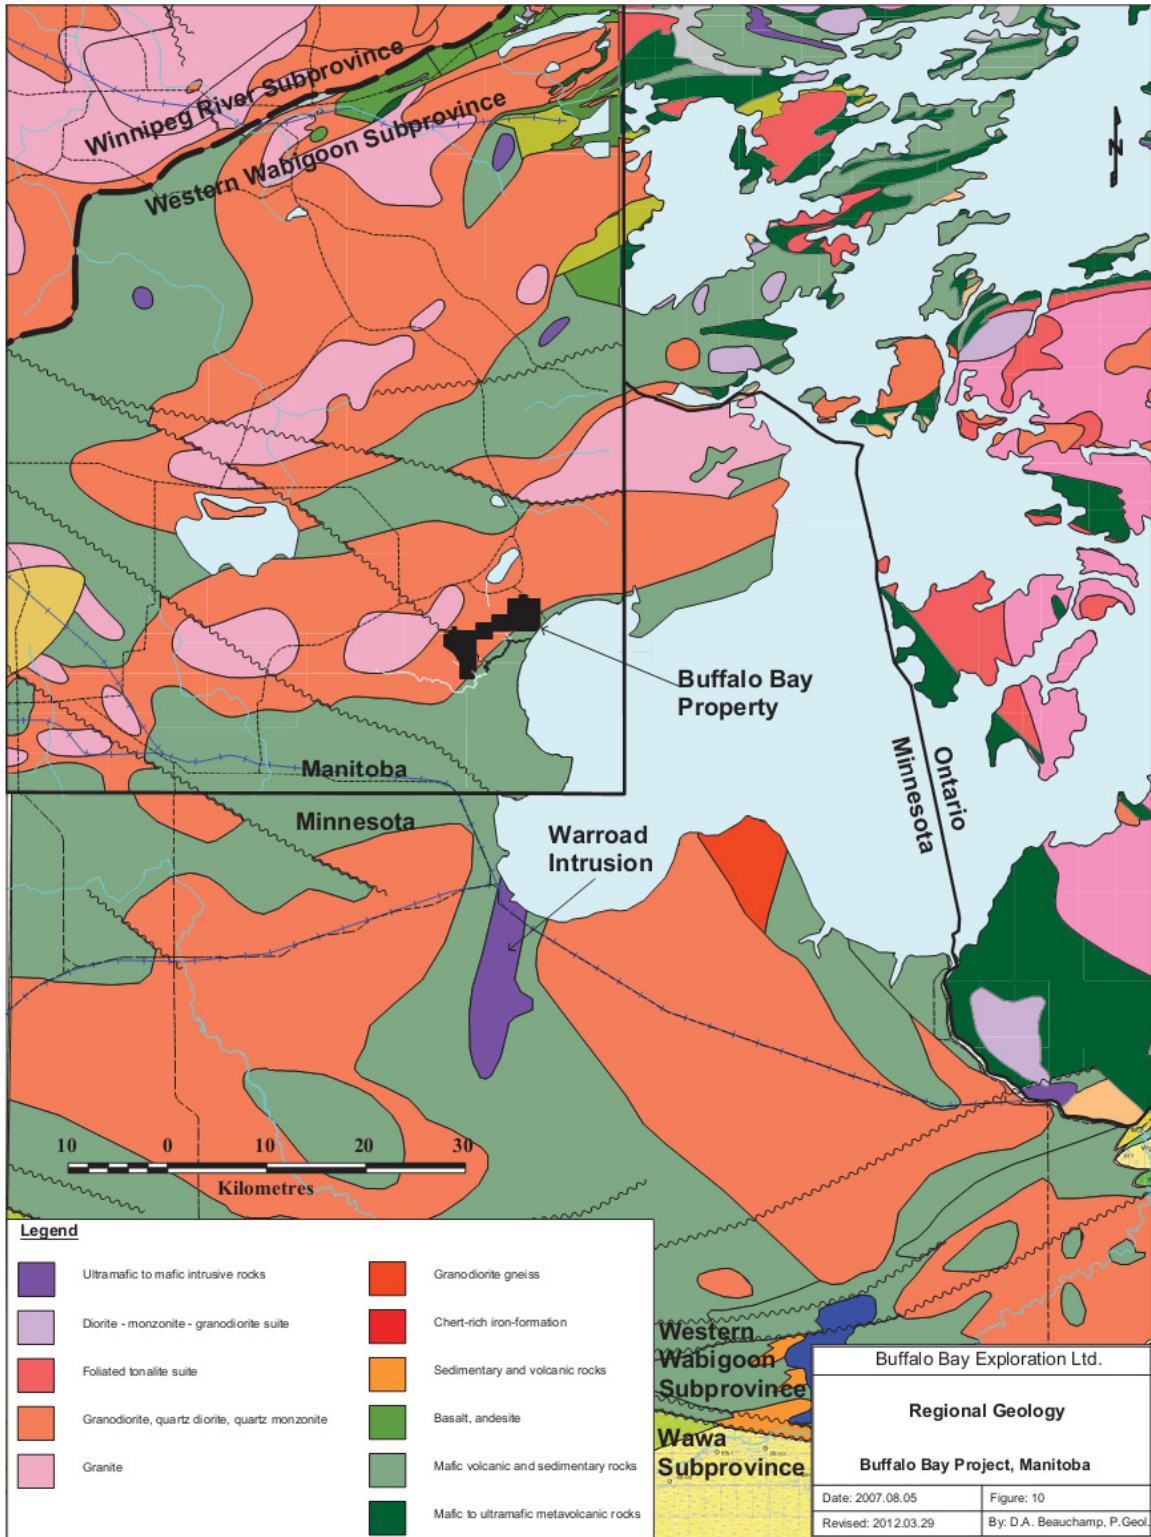 Winnipeg River Subprovince
Western Wabigoon Subprovince
N
Buffalo Bay
Property
Manitoba
Minnesota
Ontario
Minnesota
Warroad
Intrusion
10 0 10 20 30
Kilometres
Western
Wabigoon
Subprovince
Wawa
Subprovince
Legend
Ultramafic to mafic intrusive rocks
Diorite - monzonite - granodiorite suite
Foliated tonalite suite
Granodiorite, quartz diorite, quartz monzonite
Granite
Granodiorite gneiss
Chert-rich iron-formation
Sedimentary and volcanic rocks
Basalt, andesite
Mafic volcanic and sedimentary rocks
Mafic to ultramafic metavolcanic rocks
Buffalo Bay Exploration Ltd.
Regional Geology
Buffalo Bay Project, Manitoba
Date: 2007.08.05
Figure: 10
Revised: 2012.03.29
By: D.A. Beauchamp, P.Geol.